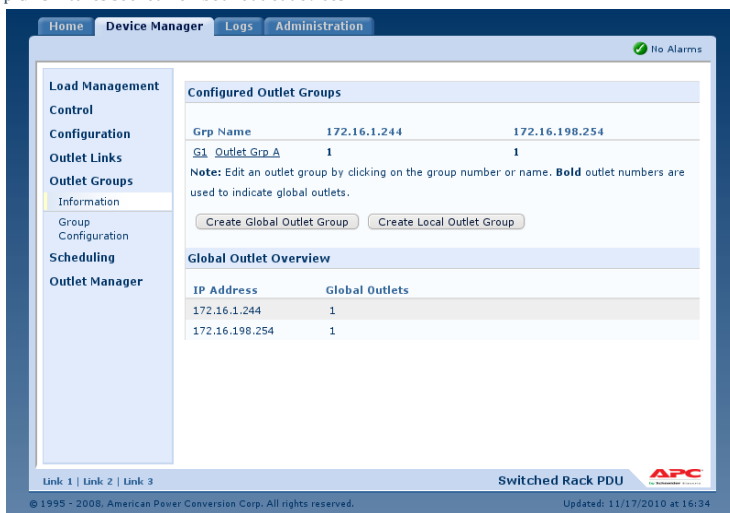 Home Device Manager Logs Administration
No Alarms
Load Management
Control
Configuration
Outlet Links
Outlet Groups
Information
Group
Configuration
Scheduling
Outlet Manager
Configured Outlet Groups
Grp Name 172.16.1.244 172.16.198.254
G1 Outlet Grp A 1 1
Note: Edit an outlet group by clicking on the group number or name. Bold outlet numbers are
used to indicate global outlets.
Create Global Outlet Group Create Local Outlet Group
Global Outlet Overview
IP Address Global Outlets
172.16.1.244 1
172.16.198.254 1
Link 1 | Link 2 | Link 3
Switched Rack PDU
APC
by Schneider Electric
© 1995 - 2008. American Power Conversion Corp. All rights reserved.
Updated: 11/17/2010 at 16:34